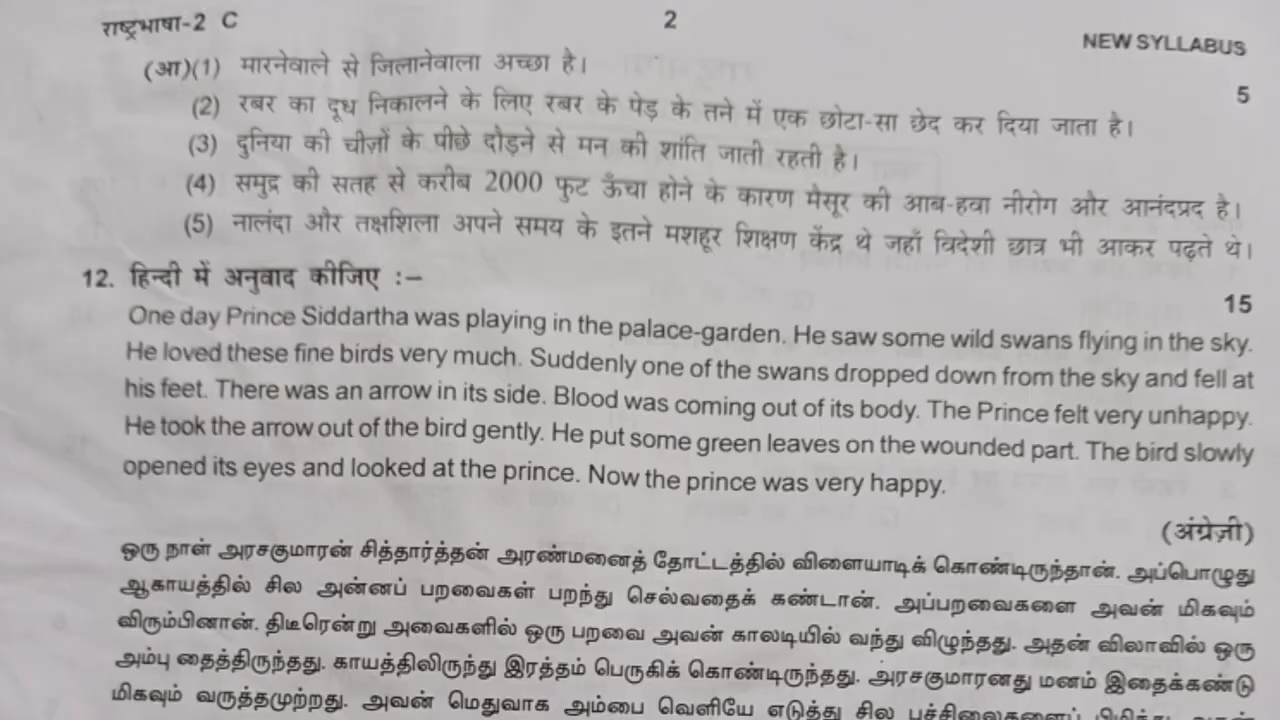 राष्ट्रभाषा-2 C 2 NEW SYLLABUS
(आ)(1) मारनेवाले से जिलानेवाला अच्छा है। 5
(2) रबर का दूध निकालने के लिए रबर के पेड़ के तने में एक छोटा-सा छेद कर दिया जाता है।
(3) दुनिया की चीज़ों के पीछे दौड़ने से मन की शांति जाती रहती है।
(4) समुद्र की सतह से करीब 2000 फुट ऊँचा होने के कारण मैसूर की आब-हवा नीरोग और आनंदप्रद है।
(5) नालंदा और तक्षशिला अपने समय के इतने मशहूर शिक्षण केंद्र थे जहाँ विदेशी छात्र भी आकर पढ़ते थे।
12. हिन्दी में अनुवाद कीजिए :– 15
One day Prince Siddartha was playing in the palace-garden. He saw some wild swans flying in the sky.
He loved these fine birds very much. Suddenly one of the swans dropped down from the sky and fell at
his feet. There was an arrow in its side. Blood was coming out of its body. The Prince felt very unhappy.
He took the arrow out of the bird gently. He put some green leaves on the wounded part. The bird slowly
opened its eyes and looked at the prince. Now the prince was very happy.
(अंग्रेज़ी)
ஒரு நாள் அரசகுமாரன் சித்தார்த்தன் அரண்மனைத் தோட்டத்தில் விளையாடிக் கொண்டிருந்தான். அப்பொழுது
ஆகாயத்தில் சில அன்னப் பறவைகள் பறந்து செல்வதைக் கண்டான். அப்பறவைகளை அவன் மிகவும்
விரும்பினான். திடீரென்று அவைகளில் ஒரு பறவை அவன் காலடியில் வந்து விழுந்தது. அதன் விலாவில் ஒரு
அம்பு தைத்திருந்தது. காயத்திலிருந்து இரத்தம் பெருகிக் கொண்டிருந்தது. அரசகுமாரனது மனம் இதைக்கண்டு
மிகவும் வருத்தமுற்றது. அவன் மெதுவாக அம்பை வெளியே எடுத்து சில பச்சிலைகளைப்